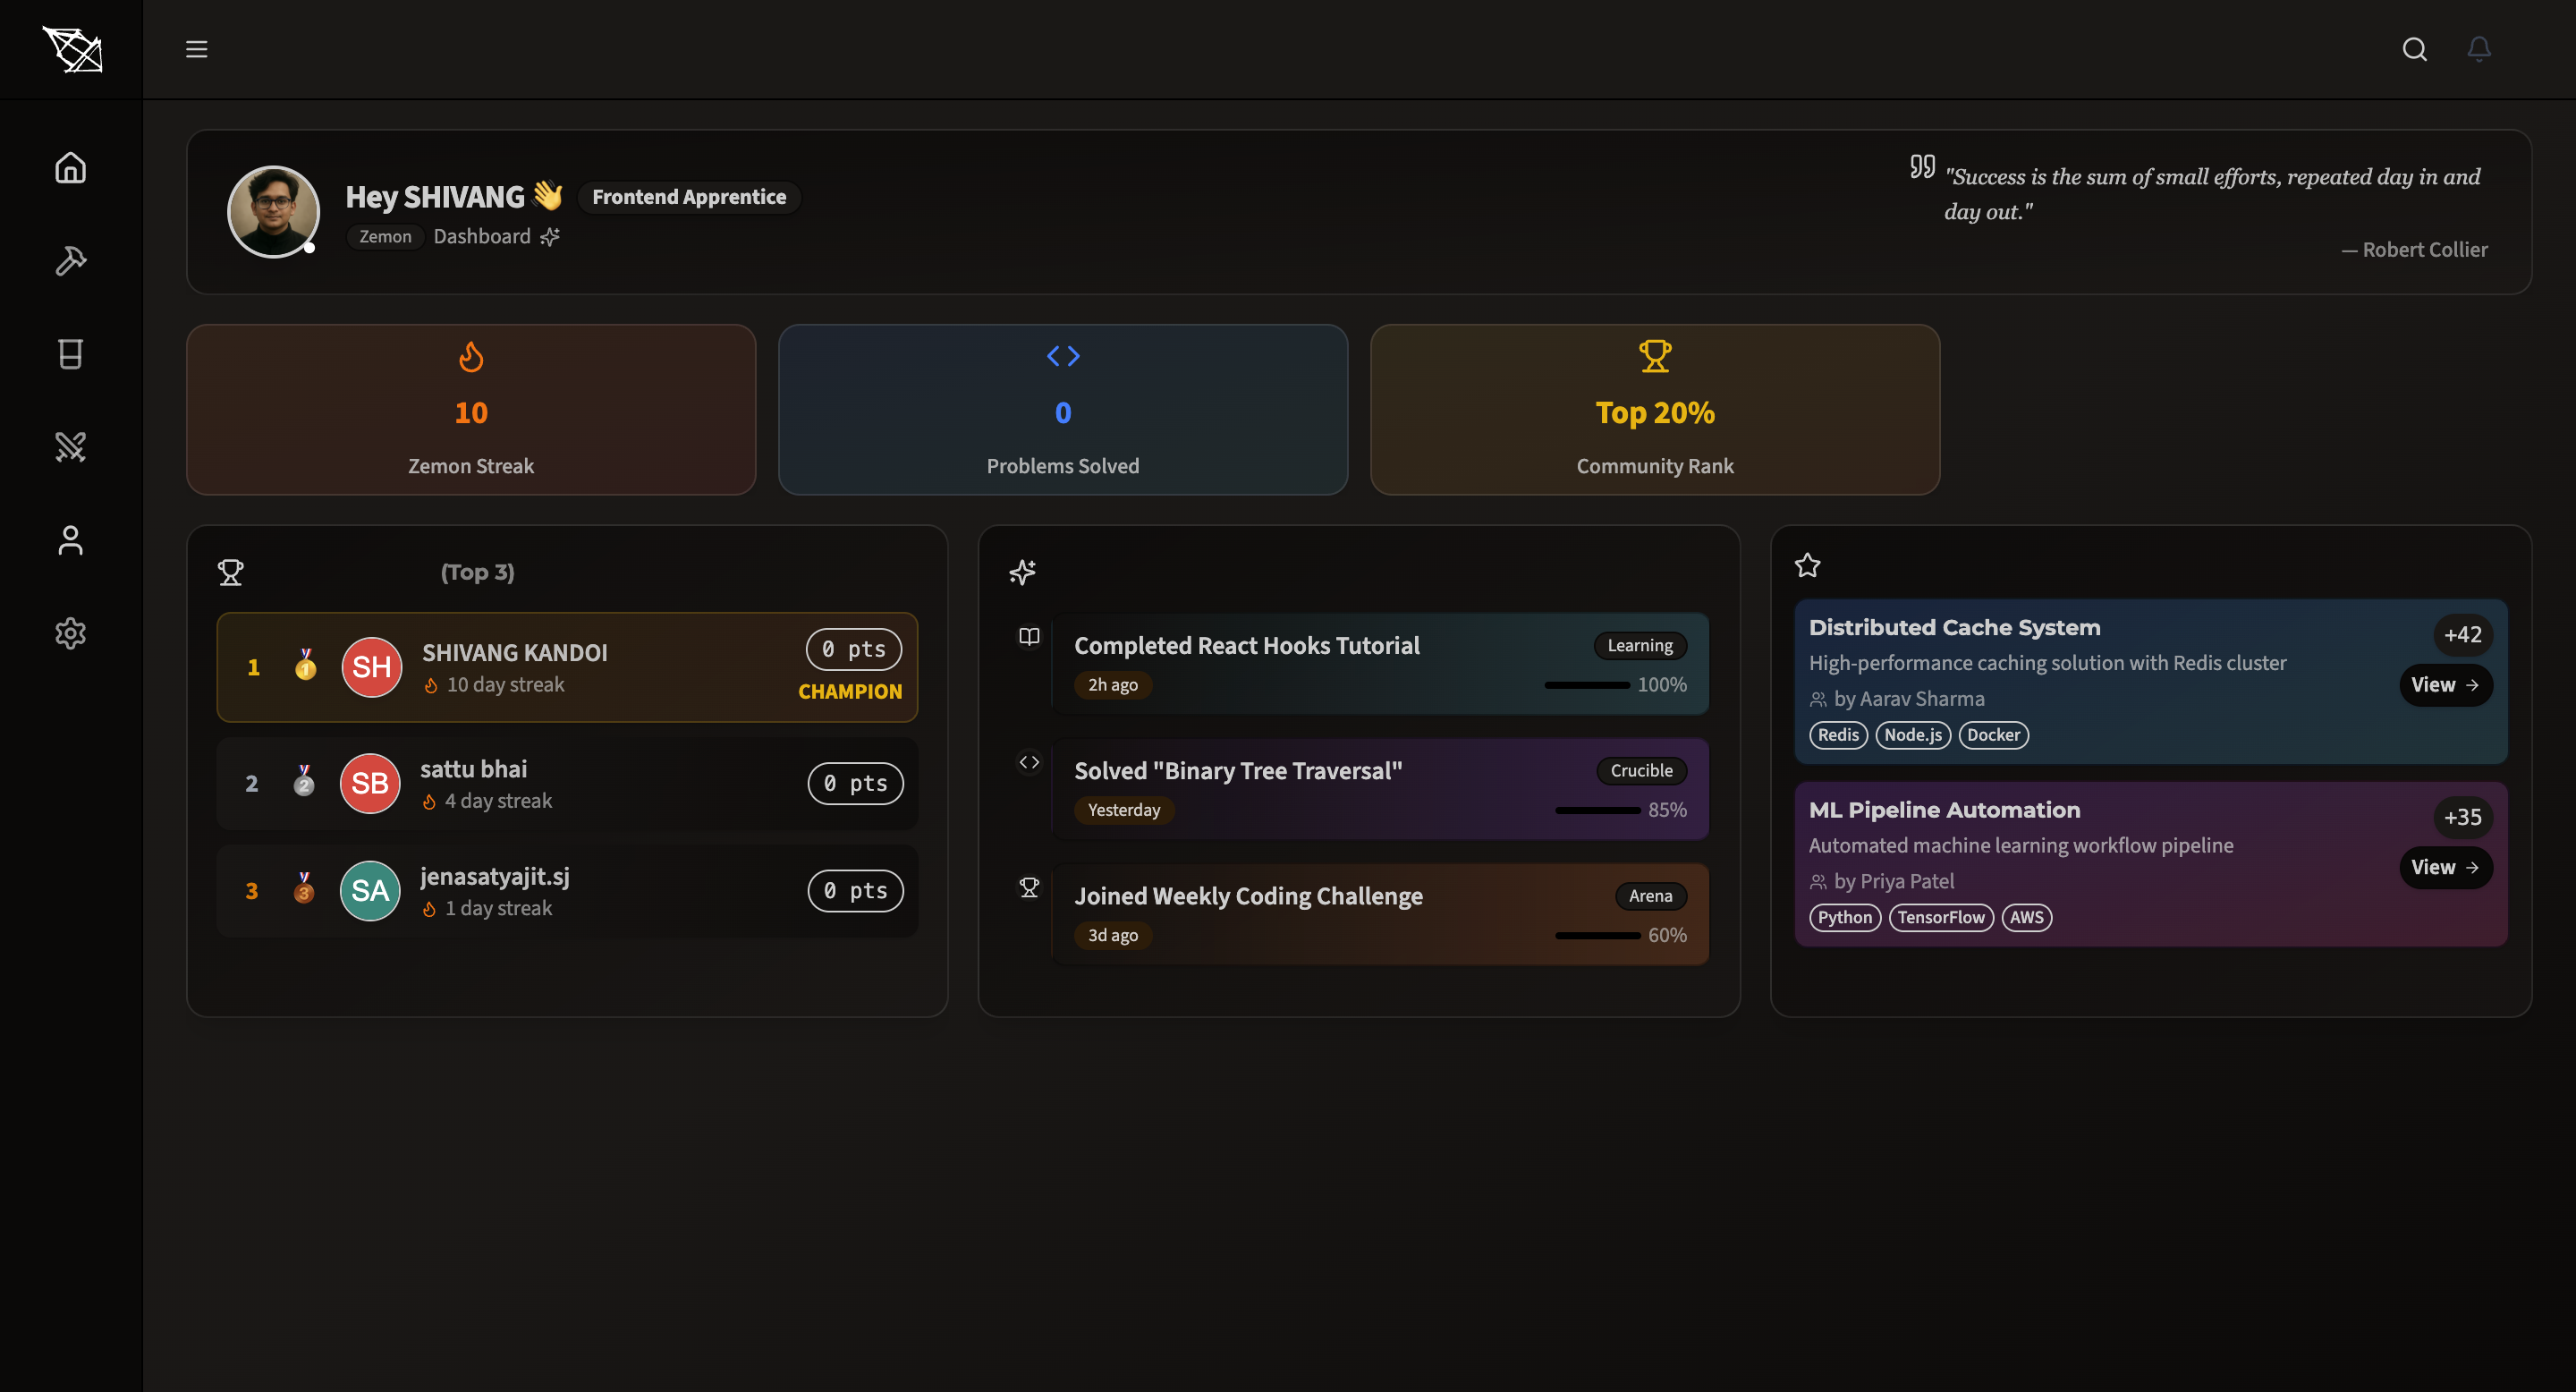 Hey SHIVANG 👋 Frontend Apprentice
Zemon Dashboard
"Success is the sum of small efforts, repeated day in and
day out."
— Robert Collier
10
Zemon Streak
0
Problems Solved
Top 20%
Community Rank
(Top 3)
1 🥇 SH SHIVANG KANDOI 0 pts
10 day streak CHAMPION
2 🥈 SB sattu bhai 0 pts
4 day streak
3 🥉 SA jenasatyajit.sj 0 pts
1 day streak
Completed React Hooks Tutorial Learning
2h ago 100%
Solved "Binary Tree Traversal" Crucible
Yesterday 85%
Joined Weekly Coding Challenge Arena
3d ago 60%
Distributed Cache System +42
High-performance caching solution with Redis cluster
by Aarav Sharma View →
Redis Node.js Docker
ML Pipeline Automation +35
Automated machine learning workflow pipeline
by Priya Patel View →
Python TensorFlow AWS